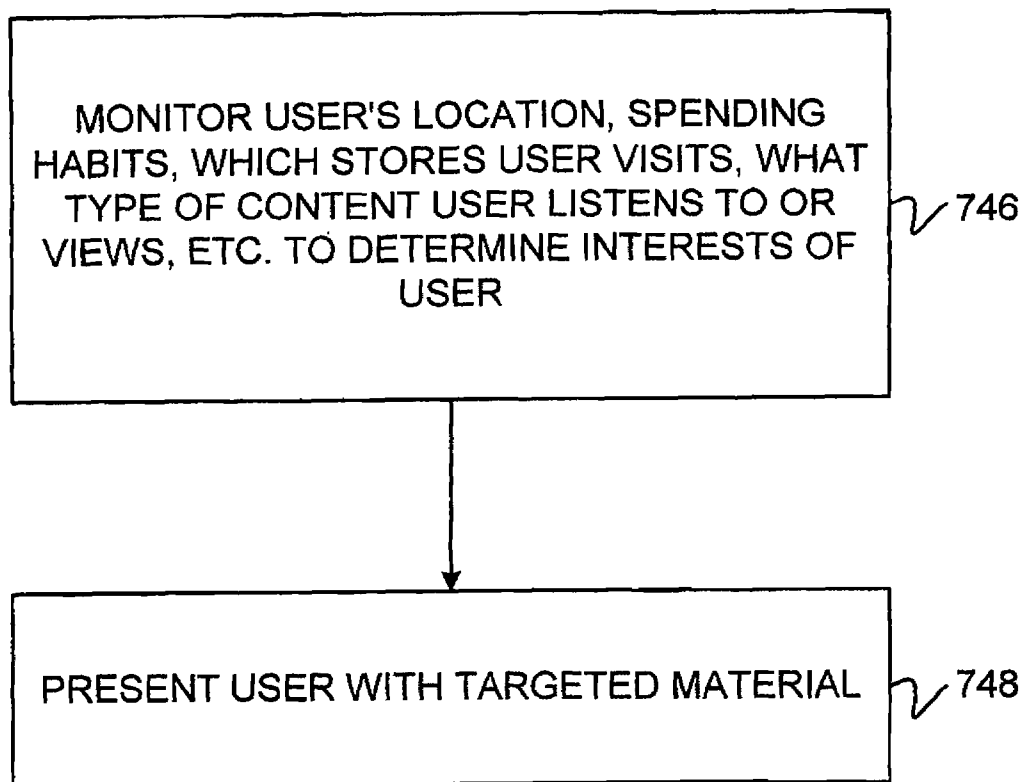 MONITOR USER'S LOCATION, SPENDING
HABITS, WHICH STORES USER VISITS, WHAT
TYPE OF CONTENT USER LISTENS TO OR
VIEWS, ETC. TO DETERMINE INTERESTS OF
USER
746
PRESENT USER WITH TARGETED MATERIAL
748